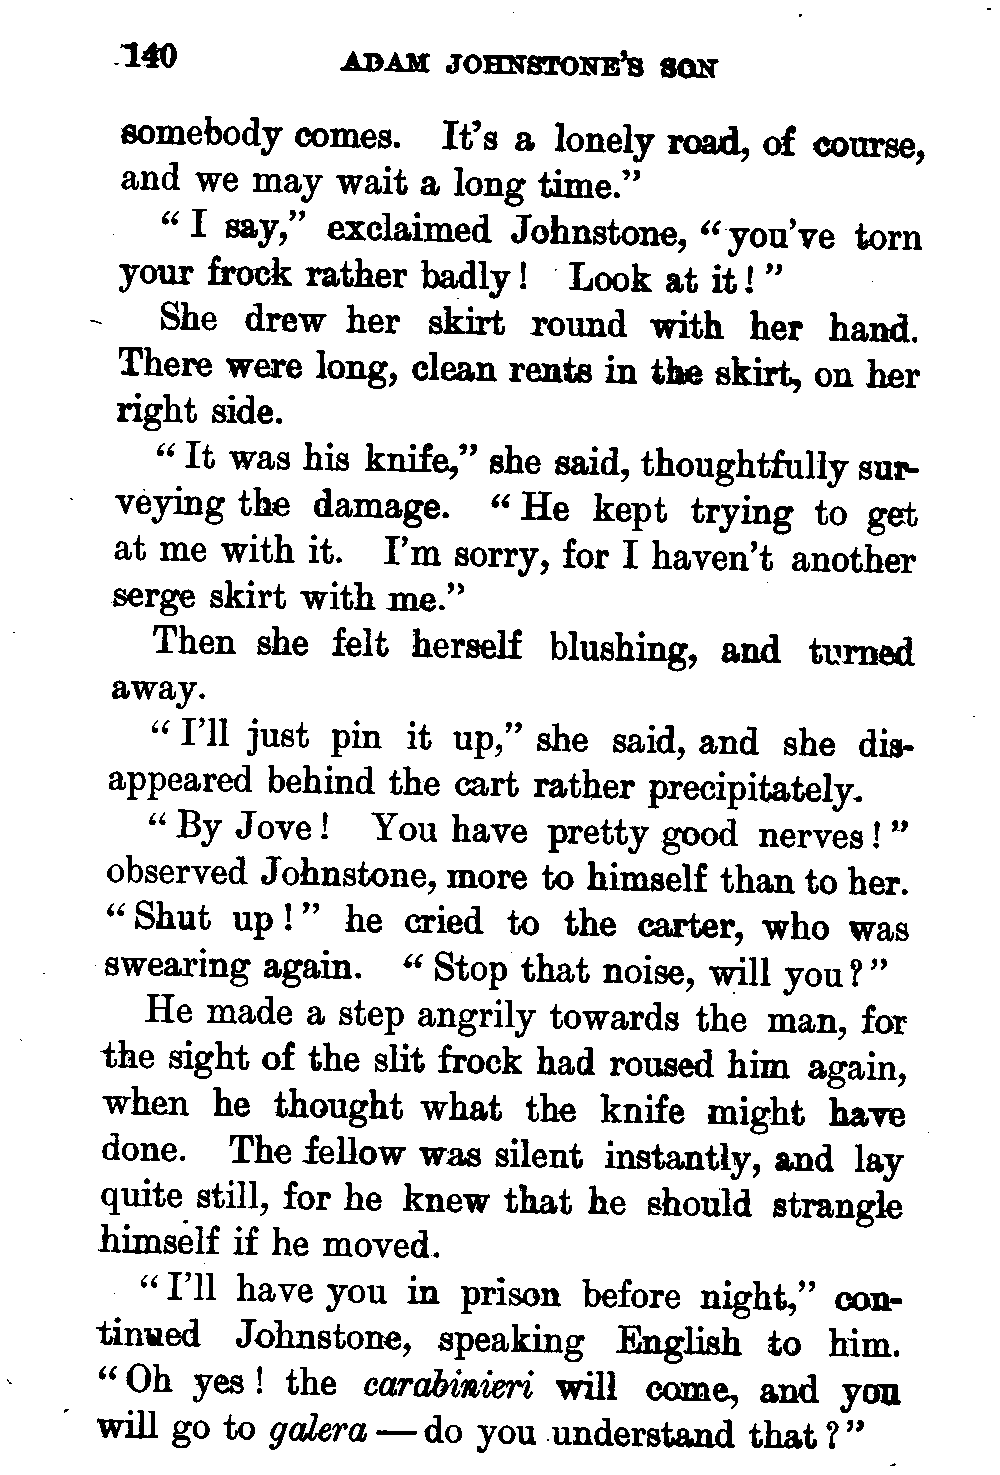 140 ADAM JOHNSTONE'S SON
somebody comes. It's a lonely road, of course,
and we may wait a long time."
"I say," exclaimed Johnstone, "you've torn
your frock rather badly! Look at it!"
She drew her skirt round with her hand.
There were long, clean rents in the skirt, on her
right side.
"It was his knife," she said, thoughtfully sur-
veying the damage. "He kept trying to get
at me with it. I'm sorry, for I haven't another
serge skirt with me."
Then she felt herself blushing, and turned
away.
"I'll just pin it up," she said, and she dis-
appeared behind the cart rather precipitately.
"By Jove! You have pretty good nerves!"
observed Johnstone, more to himself than to her.
"Shut up!" he cried to the carter, who was
swearing again. "Stop that noise, will you?"
He made a step angrily towards the man, for
the sight of the slit frock had roused him again,
when he thought what the knife might have
done. The fellow was silent instantly, and lay
quite still, for he knew that he should strangle
himself if he moved.
"I'll have you in prison before night," con-
tinued Johnstone, speaking English to him.
"Oh yes! the carabinieri will come, and you
will go to galera — do you understand that?"